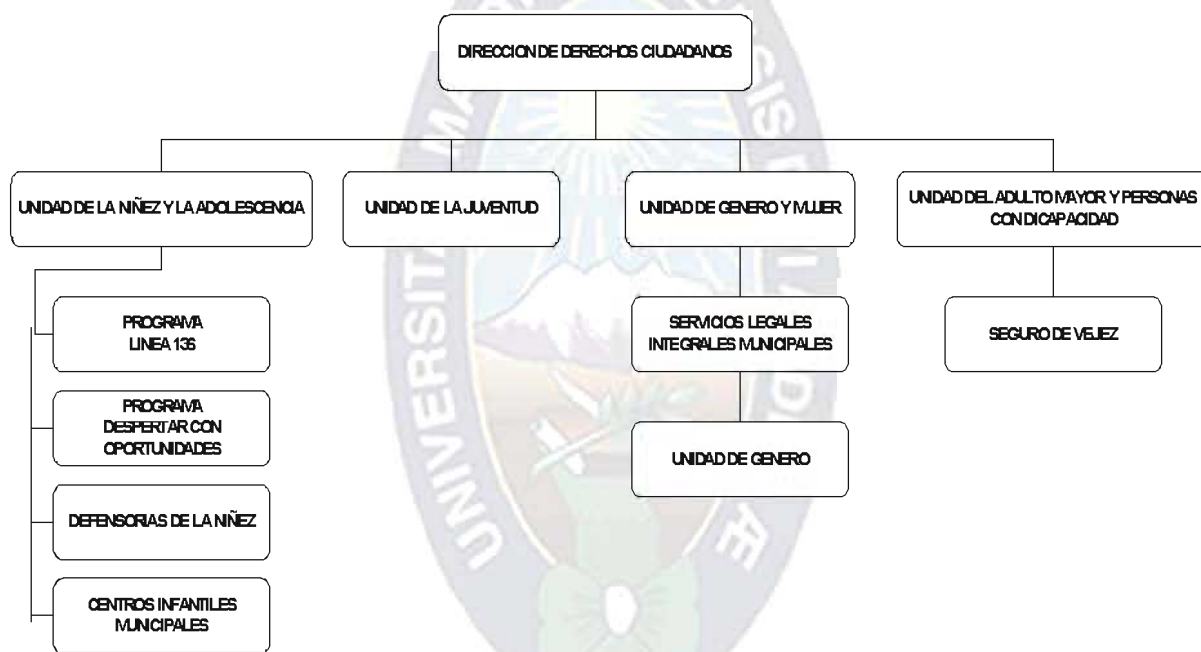 DIRECCION DE DERECHOS CIUDADANOS
UNIDAD DE LA NIÑEZ Y LA ADOLESCENCIA
UNIDAD DE LA JUVENTUD
UNIDAD DE GENERO Y MUJER
UNIDAD DEL ADULTO MAYOR Y PERSONAS
CON DICAPACIDAD
PROGRAMA
LINEA 136
PROGRAMA
DESPERTAR CON
OPORTUNIDADES
DEFENSORIAS DE LA NIÑEZ
CENTROS INFANTILES
MUNICIPALES
SERVICIOS LEGALES
INTEGRALES MUNICIPALES
UNIDAD DE GENERO
SEGURO DE VEJEZ